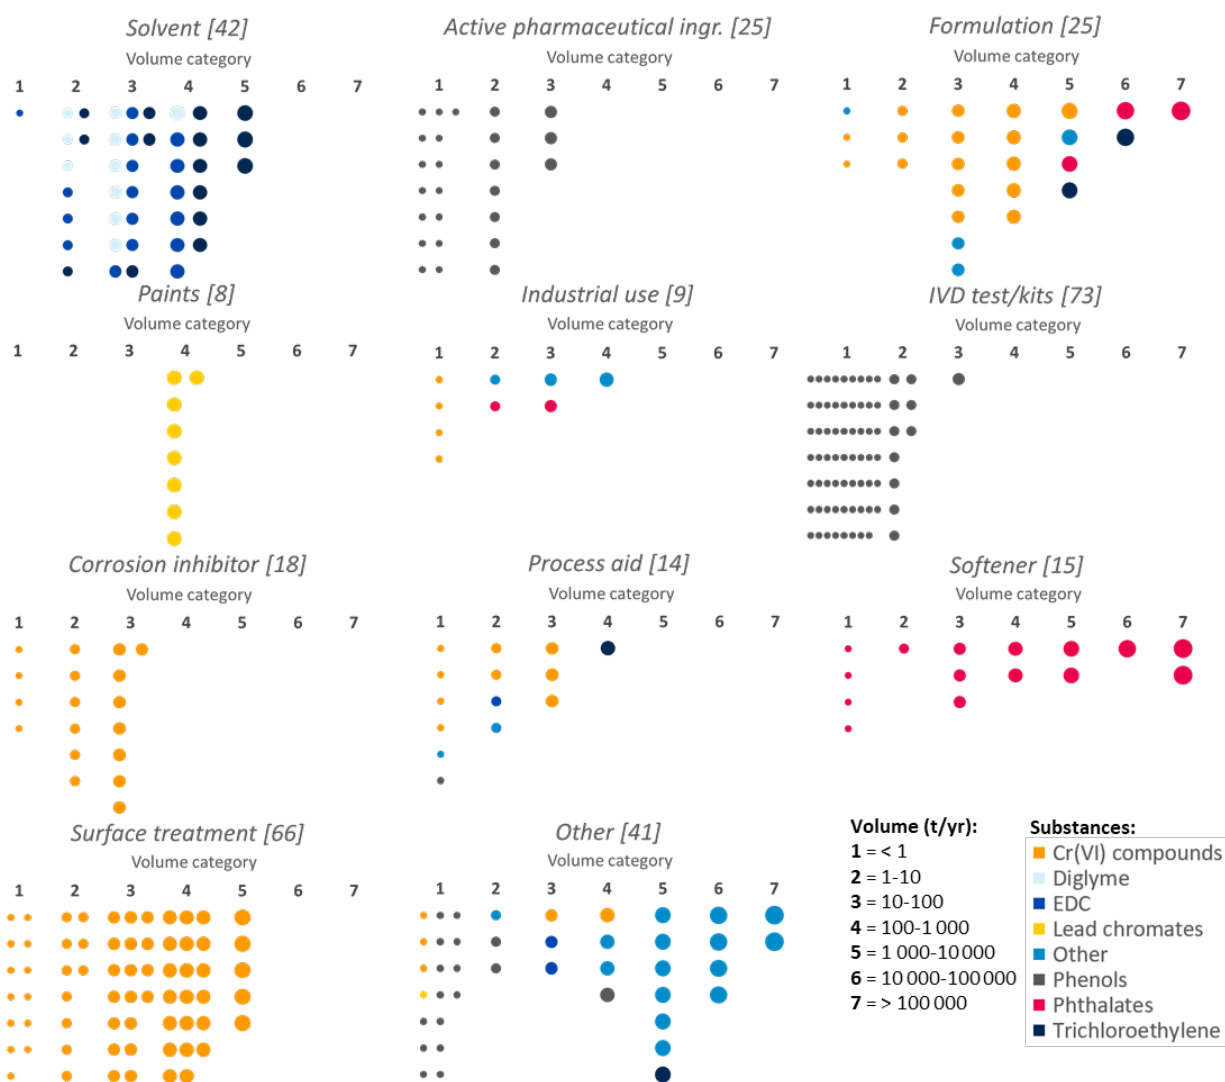 Solvent [42]
Volume category
1 2 3 4 5 6 7
Active pharmaceutical ingr. [25]
Volume category
1 2 3 4 5 6 7
Formulation [25]
Volume category
1 2 3 4 5 6 7
Paints [8]
Volume category
1 2 3 4 5 6 7
Industrial use [9]
Volume category
1 2 3 4 5 6 7
IVD test/kits [73]
Volume category
1 2 3 4 5 6 7
Corrosion inhibitor [18]
Volume category
1 2 3 4 5 6 7
Process aid [14]
Volume category
1 2 3 4 5 6 7
Softener [15]
Volume category
1 2 3 4 5 6 7
Surface treatment [66]
Volume category
1 2 3 4 5 6 7
Other [41]
Volume category
1 2 3 4 5 6 7
Volume (t/yr):
1 = < 1
2 = 1-10
3 = 10-100
4 = 100-1 000
5 = 1 000-10 000
6 = 10 000-100 000
7 = > 100 000
Substances:
Cr(VI) compounds
Diglyme
EDC
Lead chromates
Other
Phenols
Phthalates
Trichloroethylene